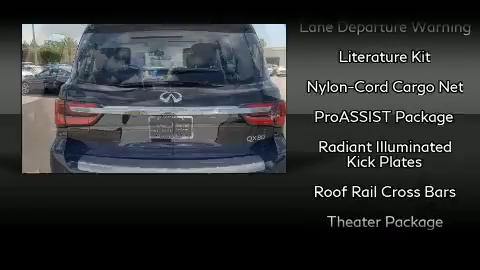 Lane Departure Warning
Literature Kit
Nylon-Cord Cargo Net
ProASSIST Package
Radiant Illuminated
Kick Plates
Roof Rail Cross Bars
Theater Package
QX80